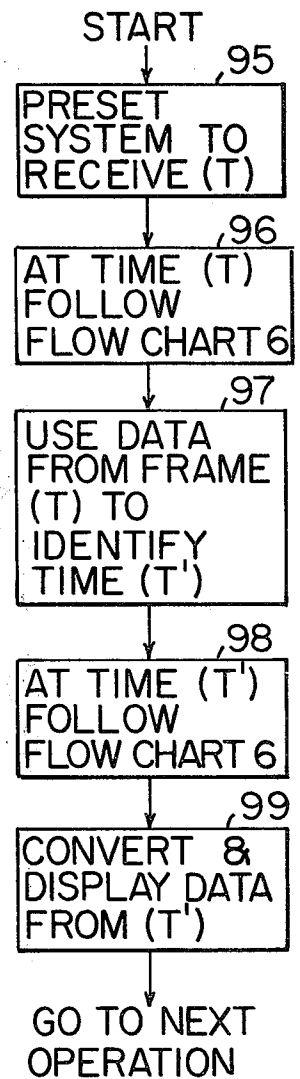 START
95
PRESET
SYSTEM TO
RECEIVE (T)
96
AT TIME (T)
FOLLOW
FLOW CHART 6
97
USE DATA
FROM FRAME
(T) TO
IDENTIFY
TIME (T')
98
AT TIME (T')
FOLLOW
FLOW CHART 6
99
CONVERT &
DISPLAY DATA
FROM (T')
GO TO NEXT
OPERATION